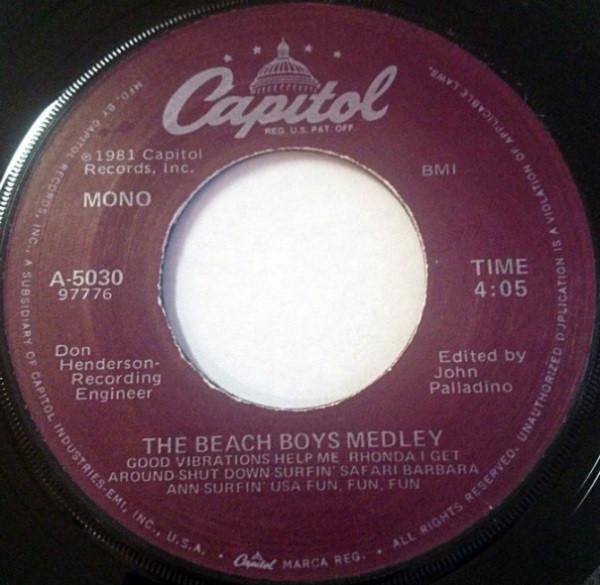 Capitol
REG. U.S. PAT. OFF.
℗1981 Capitol
Records, Inc.
BMI
MONO
A-5030
97776
TIME
4:05
Don
Henderson-
Recording
Engineer
Edited by
John
Palladino
THE BEACH BOYS MEDLEY
GOOD VIBRATIONS HELP ME, RHONDA I GET
AROUND-SHUT DOWN-SURFIN' SAFARI BARBARA
ANN-SURFIN' USA-FUN, FUN, FUN
MFD. BY CAPITOL RECORDS, INC., A SUBSIDIARY OF CAPITOL INDUSTRIES-EMI, INC., U.S.A. • Capitol MARCA REG. • ALL RIGHTS RESERVED. UNAUTHORIZED DUPLICATION IS A VIOLATION OF APPLICABLE LAWS.